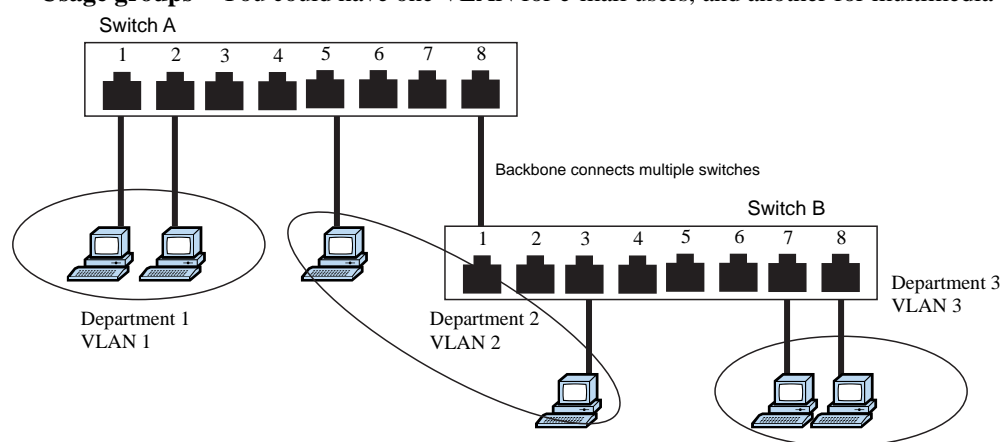 Usage groups – You could have one VLAN for e-mail users, and another for multimedia
Switch A
1 2 3 4 5 6 7 8
Backbone connects multiple switches
Switch B
1 2 3 4 5 6 7 8
Department 1
VLAN 1
Department 2
VLAN 2
Department 3
VLAN 3